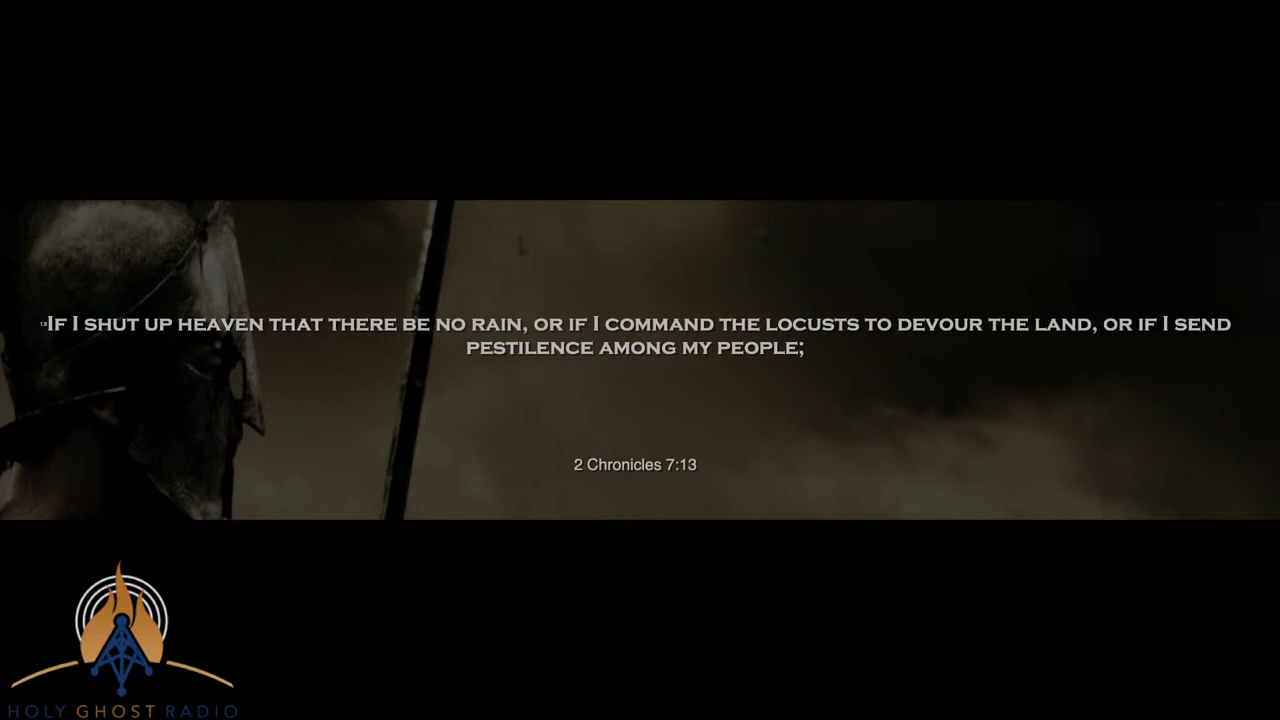 13If I shut up heaven that there be no rain, or if I command the locusts to devour the land, or if I send
pestilence among my people;
2 Chronicles 7:13
HOLY GHOST RADIO